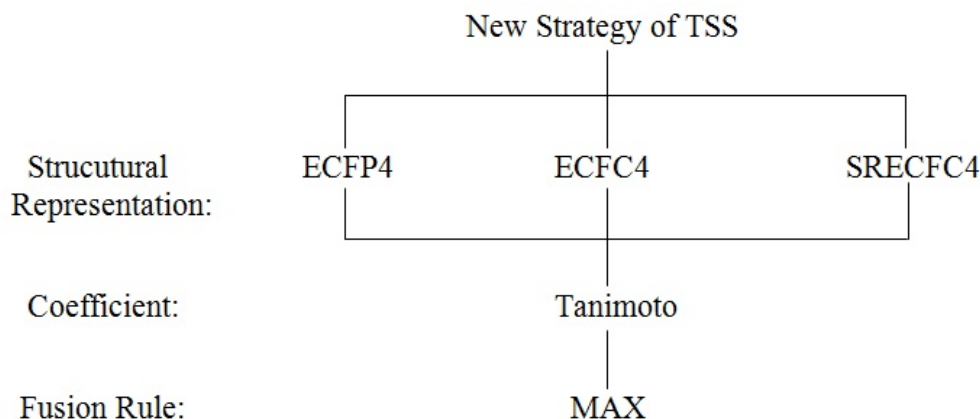 New Strategy of TSS
Strucutural ECFP4 ECFC4 SRECFC4
Representation:
Coefficient: Tanimoto
Fusion Rule: MAX